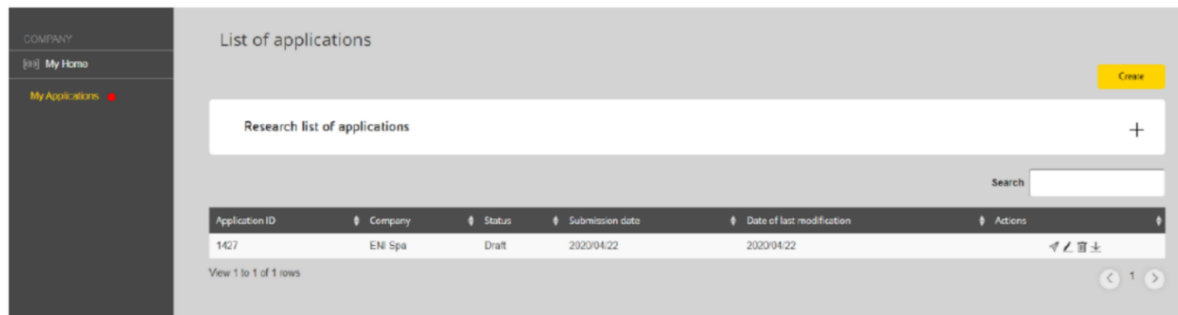 COMPANY
My Home
My Applications
List of applications
Create
Research list of applications
Search
Application ID Company Status Submission date Date of last modification Actions
1427 ENI Spa Draft 2020/04/22 2020/04/22
View 1 to 1 of 1 rows
1